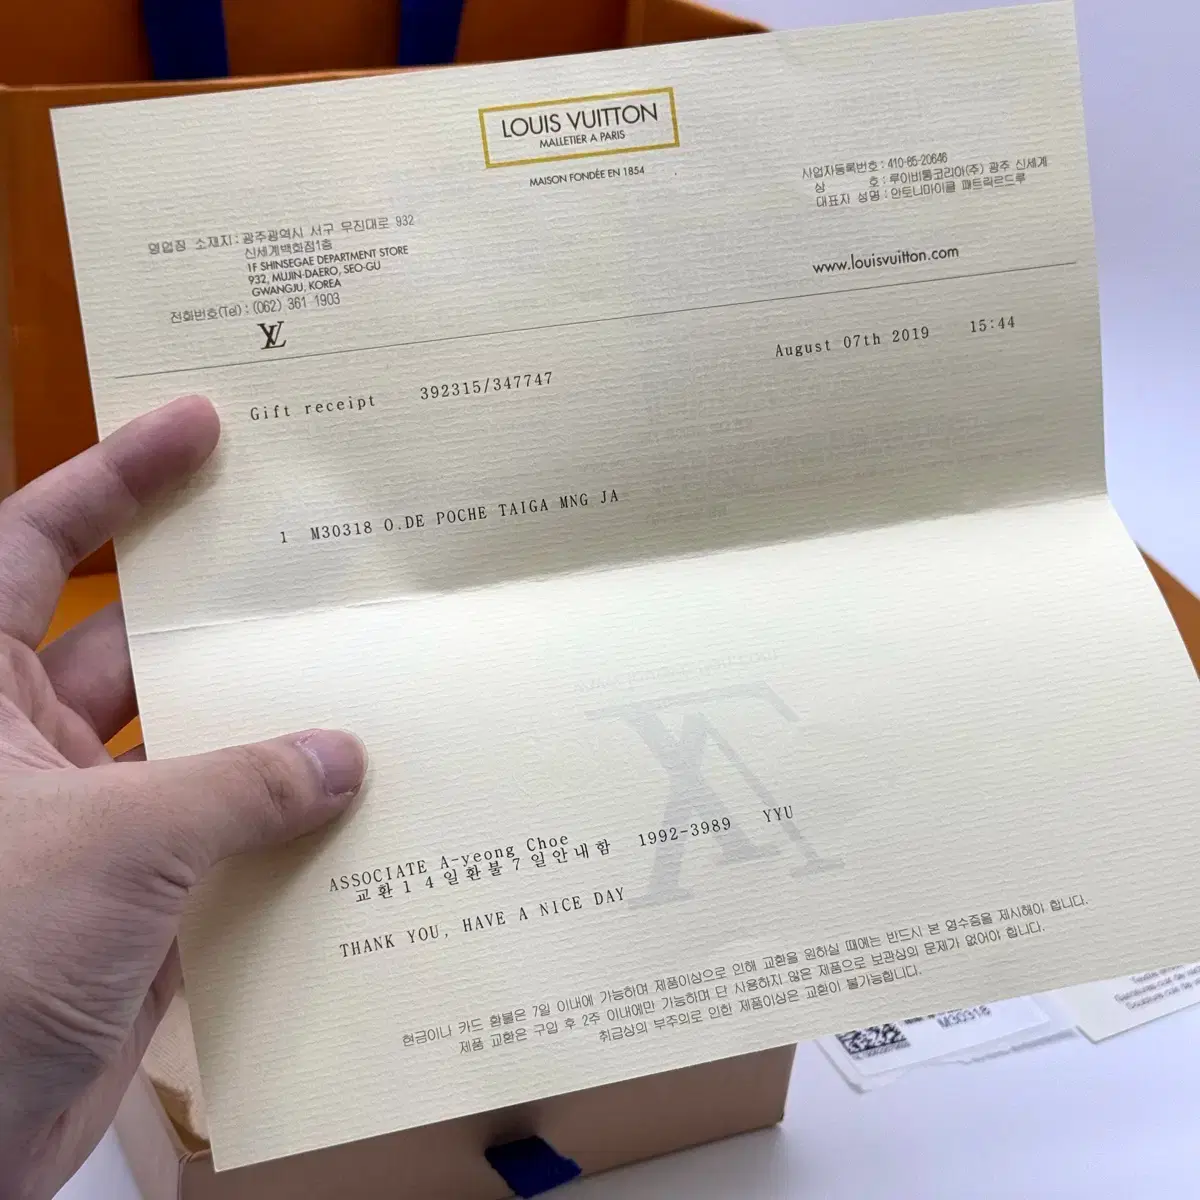 LOUIS VUITTON
MALLETIER A PARIS
MAISON FONDÉE EN 1854
사업자등록번호 : 410-85-20646
상 호 : 루이비통코리아(주) 광주 신세계
대표자 성명 : 안토니마이클 패트릭르드루
www.louisvuitton.com
영업장 소재지 : 광주광역시 서구 무진대로 932
신세계백화점1층
1F SHINSEGAE DEPARTMENT STORE
932, MUJIN-DAERO, SEO-GU
GWANGJU, KOREA
전화번호(Tel) : (062) 361 1903
LV
August 07th 2019 15:44
Gift receipt 392315/347747
1 M30318 O.DE POCHE TAIGA MNG JA
ASSOCIATE A-yeong Choe 1992-3989 YYU
교환14일환불7일안내함
THANK YOU, HAVE A NICE DAY
현금이나 카드 환불은 7일 이내에 가능하며 제품이상으로 인해 교환을 원하실 때에는 반드시 본 영수증을 제시해야 합니다.
제품 교환은 구입 후 2주 이내에만 가능하며 단 사용하지 않은 제품으로 보관상의 문제가 없어야 합니다.
취급상의 부주의로 인한 제품이상은 교환이 불가능합니다.
M30318